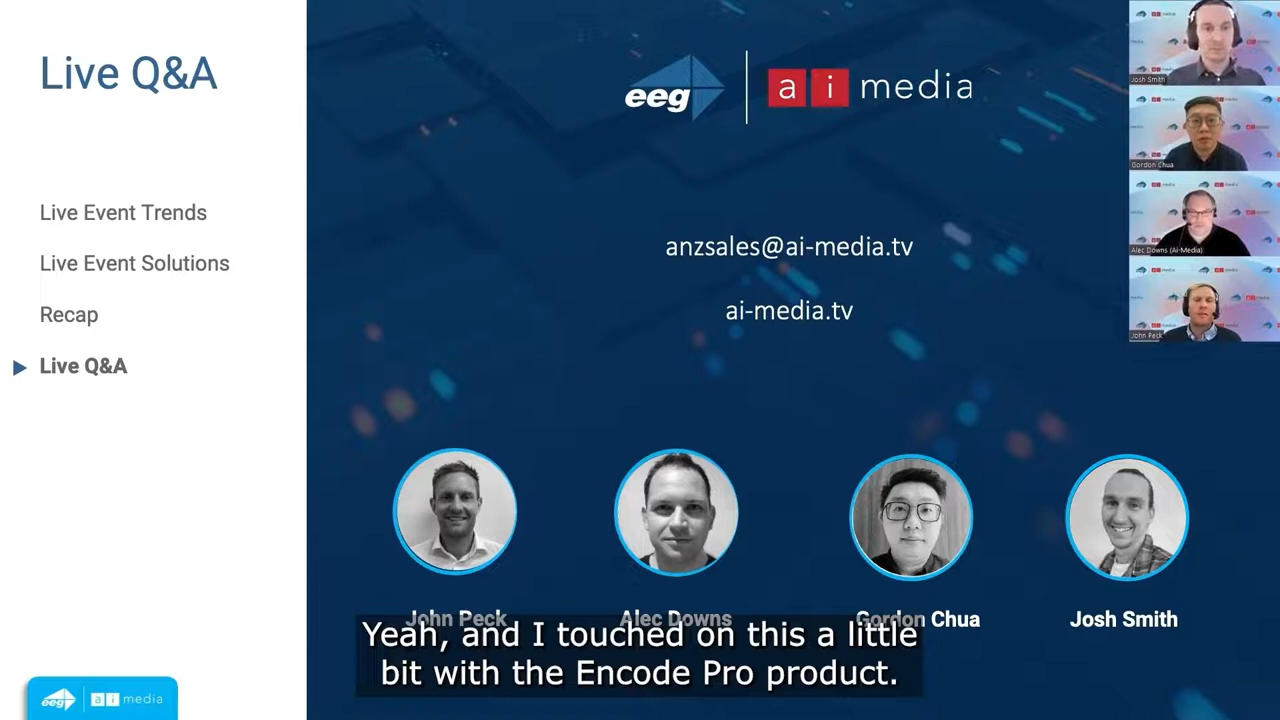 Live Q&A
Live Event Trends
Live Event Solutions
Recap
Live Q&A
eeg
ai media
anzsales@ai-media.tv
ai-media.tv
Josh Smith
Gordon Chua
Alec Downs (Ai-Media)
John Peck
John Peck
Alec Downs
Gordon Chua
Josh Smith
Yeah, and I touched on this a little
bit with the Encode Pro product.
eeg
ai media